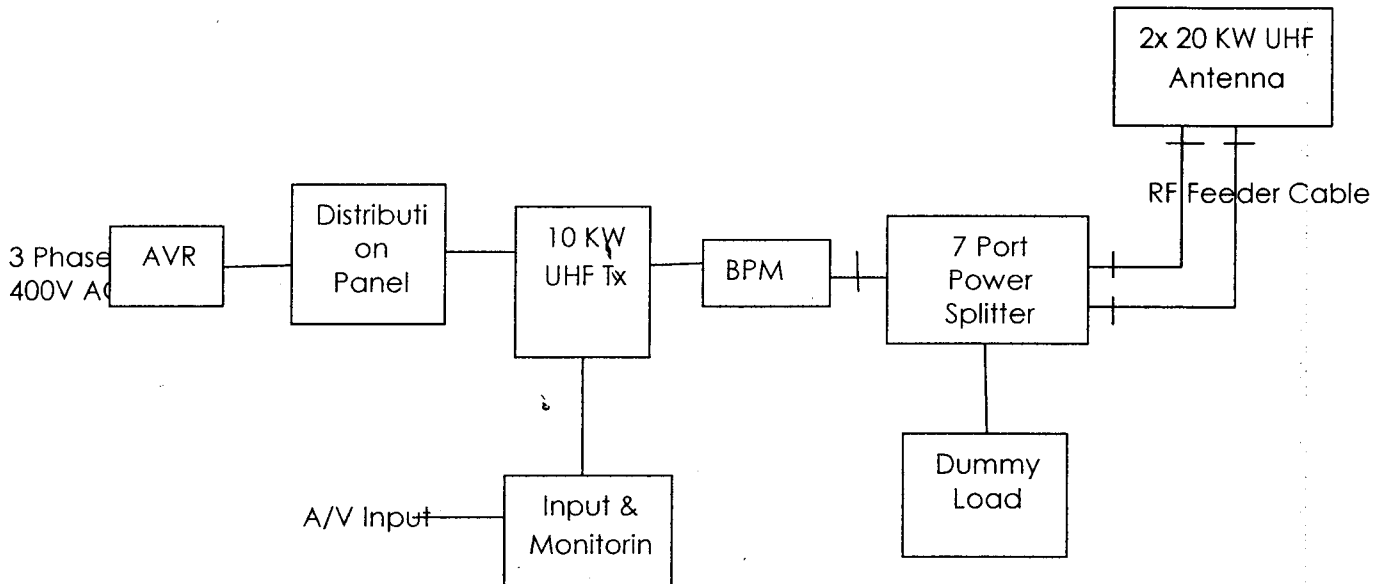 2x 20 KW UHF
Antenna
RF Feeder Cable
3 Phase
400V AC
AVR
Distributi
on
Panel
10 KW
UHF Tx
BPM
7 Port
Power
Splitter
Dummy
Load
A/V Input
Input &
Monitorin